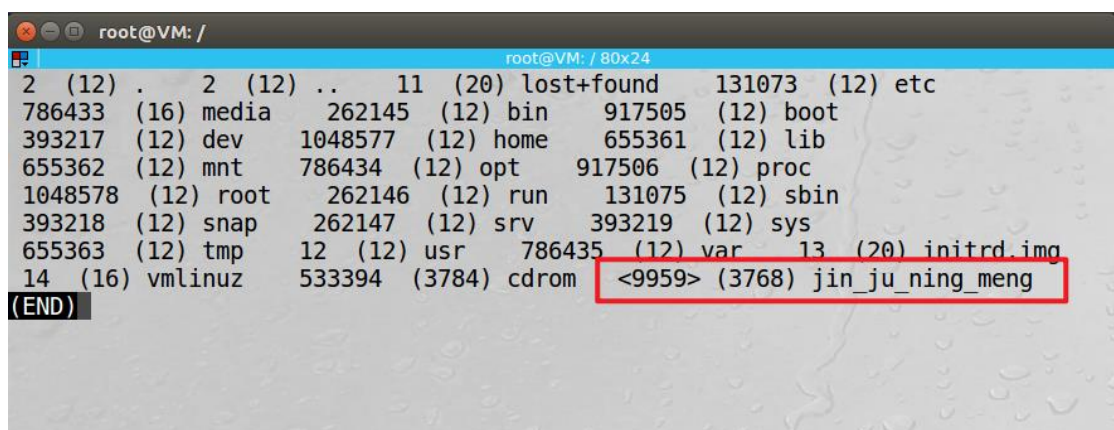 root@VM: /
root@VM: / 80x24
2 (12) . 2 (12) .. 11 (20) lost+found 131073 (12) etc
786433 (16) media 262145 (12) bin 917505 (12) boot
393217 (12) dev 1048577 (12) home 655361 (12) lib
655362 (12) mnt 786434 (12) opt 917506 (12) proc
1048578 (12) root 262146 (12) run 131075 (12) sbin
393218 (12) snap 262147 (12) srv 393219 (12) sys
655363 (12) tmp 12 (12) usr 786435 (12) var 13 (20) initrd.img
14 (16) vmlinuz 533394 (3784) cdrom <9959> (3768) jin_ju_ning_meng
(END)